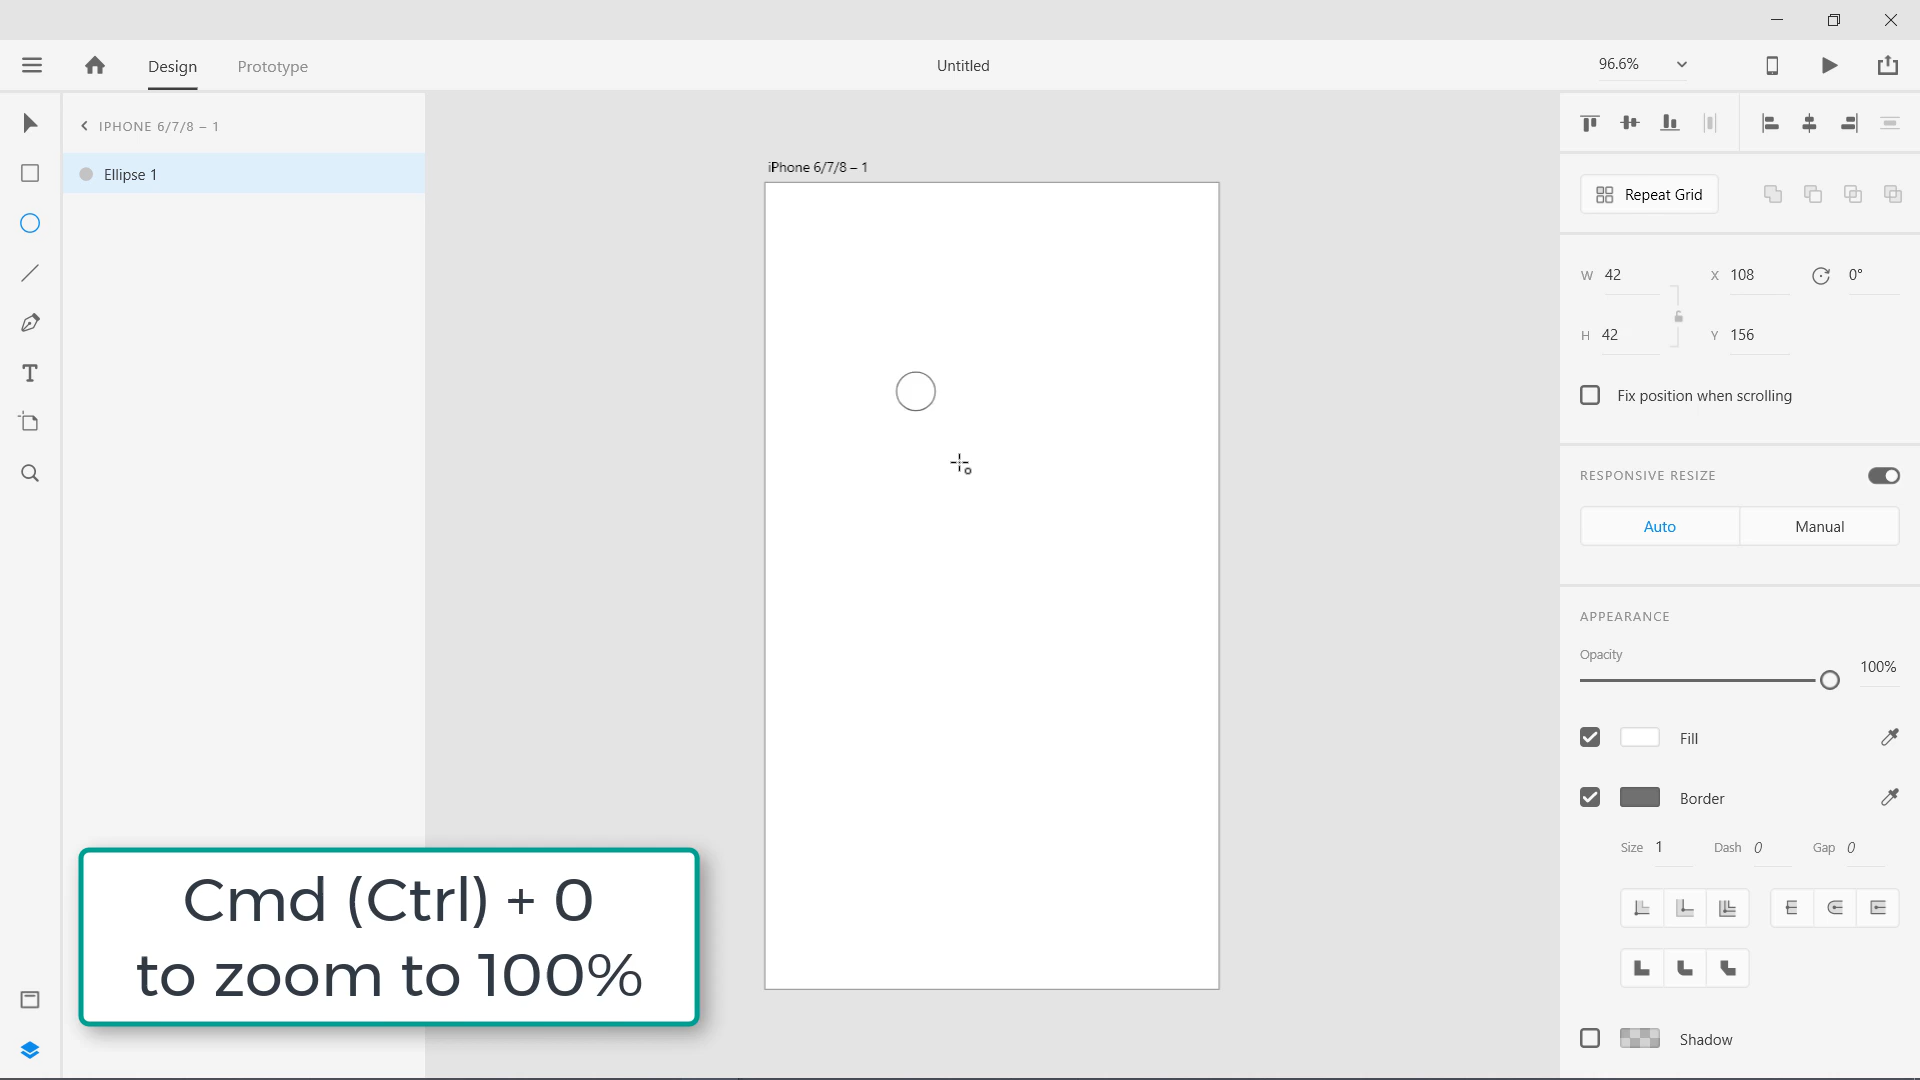 Design
Prototype
Untitled
96.6%
IPHONE 6/7/8 – 1
Ellipse 1
iPhone 6/7/8 – 1
Repeat Grid
W 42
X 108
0°
H 42
Y 156
Fix position when scrolling
RESPONSIVE RESIZE
Auto
Manual
APPEARANCE
Opacity
100%
Fill
Border
Size 1
Dash 0
Gap 0
Shadow
Cmd (Ctrl) + 0
to zoom to 100%